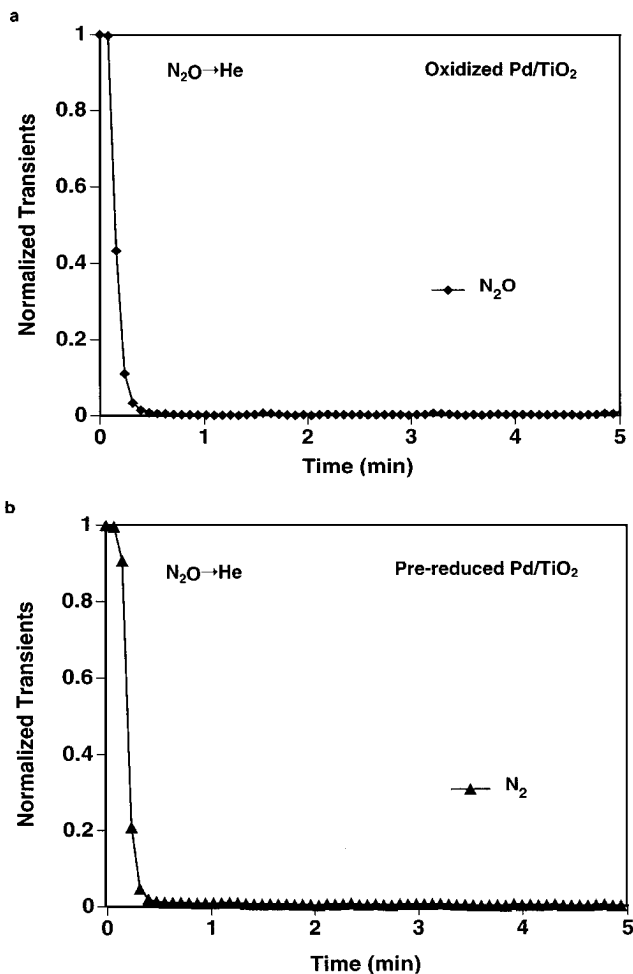 a
1
0.8
0.6
0.4
0.2
0
Normalized Transients
N₂O→He
Oxidized Pd/TiO₂
N₂O
0 1 2 3 4 5
Time (min)
b
1
0.8
0.6
0.4
0.2
0
Normalized Transients
N₂O→He
Pre-reduced Pd/TiO₂
N₂
0 1 2 3 4 5
Time (min)